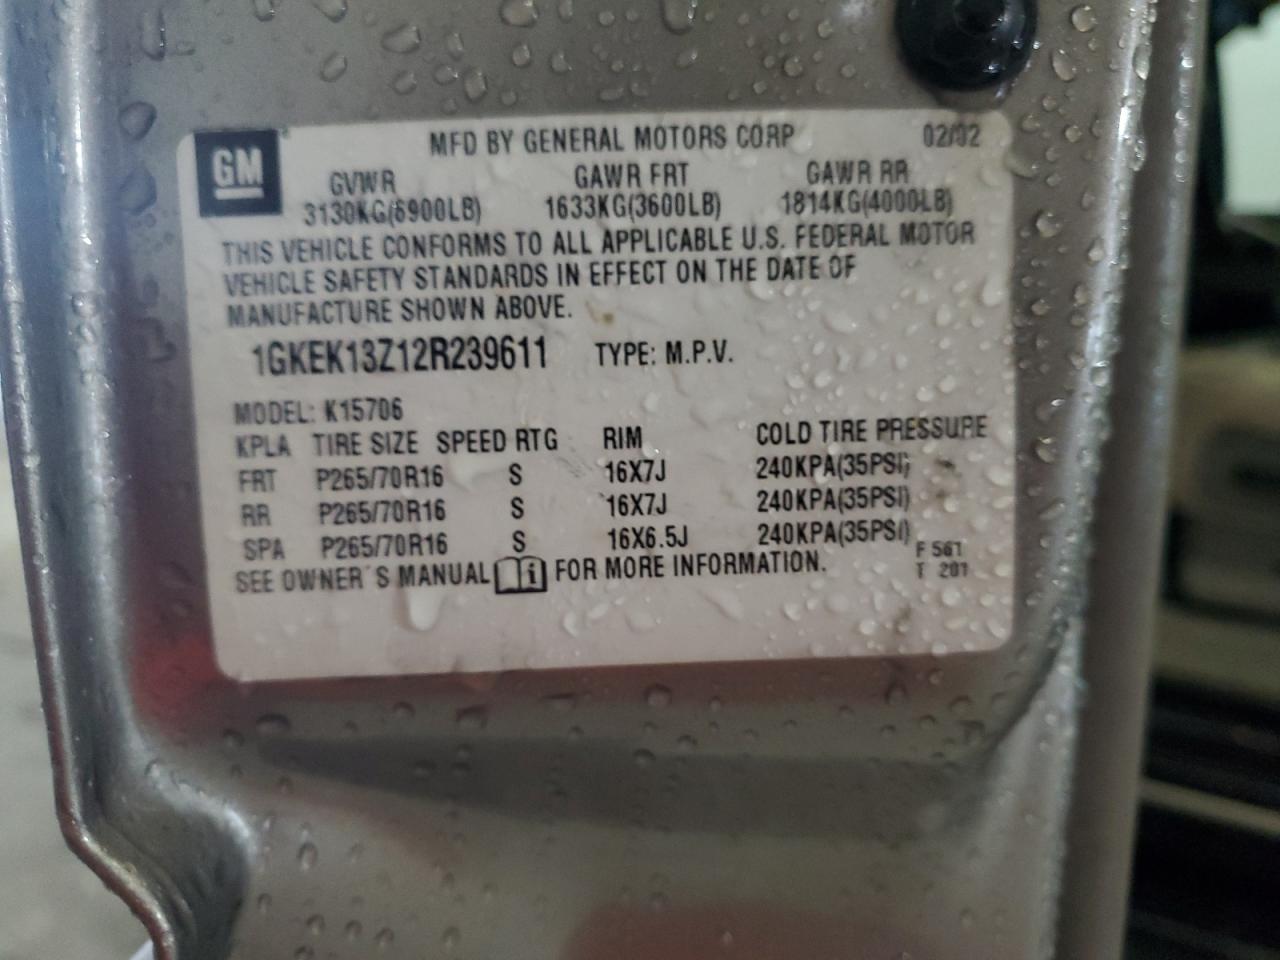 GM
MFD BY GENERAL MOTORS CORP 02/02
GVWR GAWR FRT GAWR RR
3130KG(6900LB) 1633KG(3600LB) 1814KG(4000LB)
THIS VEHICLE CONFORMS TO ALL APPLICABLE U.S. FEDERAL MOTOR
VEHICLE SAFETY STANDARDS IN EFFECT ON THE DATE OF
MANUFACTURE SHOWN ABOVE.
1GKEK13Z12R239611 TYPE: M.P.V.
MODEL: K15706
KPLA TIRE SIZE SPEED RTG RIM COLD TIRE PRESSURE
FRT P265/70R16 S 16X7J 240KPA(35PSI)
RR P265/70R16 S 16X7J 240KPA(35PSI)
SPA P265/70R16 S 16X6.5J 240KPA(35PSI)
SEE OWNER'S MANUAL FOR MORE INFORMATION.
F 561
T 201